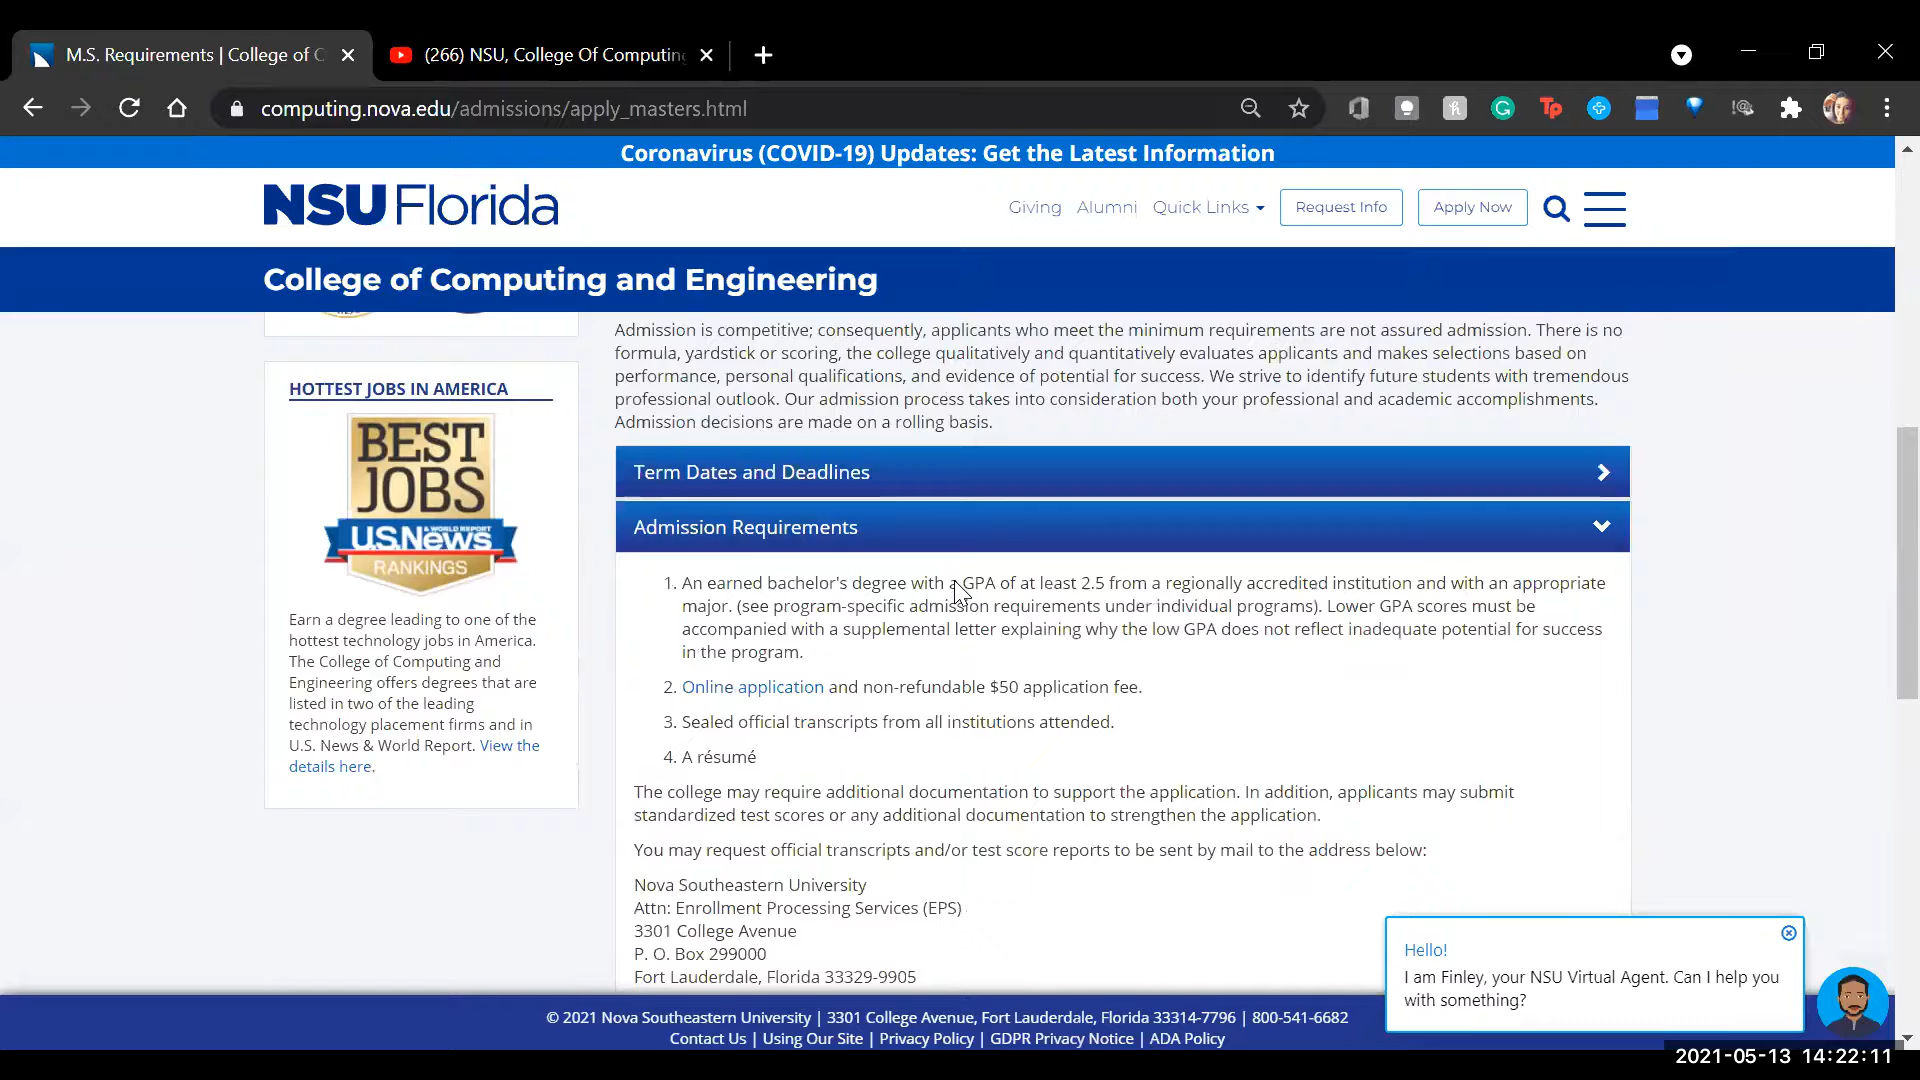 M.S. Requirements | College of C
(266) NSU, College Of Computin
computing.nova.edu/admissions/apply_masters.html
Coronavirus (COVID-19) Updates: Get the Latest Information
NSU Florida
Giving Alumni Quick Links Request Info Apply Now
College of Computing and Engineering
HOTTEST JOBS IN AMERICA
BEST
JOBS
U.S.News
& WORLD REPORT
RANKINGS
Earn a degree leading to one of the
hottest technology jobs in America.
The College of Computing and
Engineering offers degrees that are
listed in two of the leading
technology placement firms and in
U.S. News & World Report. View the
details here.
Admission is competitive; consequently, applicants who meet the minimum requirements are not assured admission. There is no
formula, yardstick or scoring, the college qualitatively and quantitatively evaluates applicants and makes selections based on
performance, personal qualifications, and evidence of potential for success. We strive to identify future students with tremendous
professional outlook. Our admission process takes into consideration both your professional and academic accomplishments.
Admission decisions are made on a rolling basis.
Term Dates and Deadlines
Admission Requirements
1. An earned bachelor's degree with a GPA of at least 2.5 from a regionally accredited institution and with an appropriate
major. (see program-specific admission requirements under individual programs). Lower GPA scores must be
accompanied with a supplemental letter explaining why the low GPA does not reflect inadequate potential for success
in the program.
2. Online application and non-refundable $50 application fee.
3. Sealed official transcripts from all institutions attended.
4. A résumé
The college may require additional documentation to support the application. In addition, applicants may submit
standardized test scores or any additional documentation to strengthen the application.
You may request official transcripts and/or test score reports to be sent by mail to the address below:
Nova Southeastern University
Attn: Enrollment Processing Services (EPS)
3301 College Avenue
P. O. Box 299000
Fort Lauderdale, Florida 33329-9905
Hello!
I am Finley, your NSU Virtual Agent. Can I help you
with something?
© 2021 Nova Southeastern University | 3301 College Avenue, Fort Lauderdale, Florida 33314-7796 | 800-541-6682
Contact Us | Using Our Site | Privacy Policy | GDPR Privacy Notice | ADA Policy
2021-05-13 14:22:11